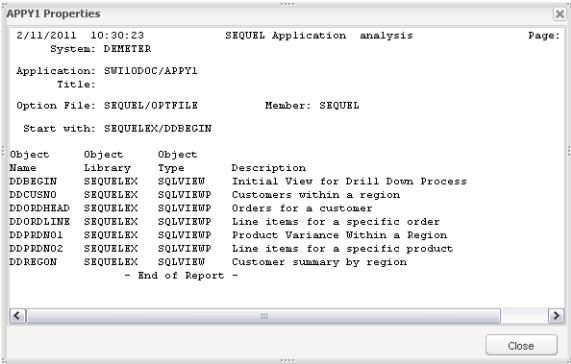 APPY1 Properties
2/11/2011 10:30:23 SEQUEL Application analysis Page:
System: DEMETER
Application: SWI10DOC/APPY1
Title:
Option File: SEQUEL/OPTFILE Member: SEQUEL
Start with: SEQUELEX/DDBEGIN
Object Object Object
Name Library Type Description
DDBEGIN SEQUELEX SQLVIEW Initial View for Drill Down Process
DDCUSNO SEQUELEX SQLVIEWP Customers within a region
DDORDHEAD SEQUELEX SQLVIEWP Orders for a customer
DDORDLINE SEQUELEX SQLVIEWP Line items for a specific order
DDPRDNO1 SEQUELEX SQLVIEWP Product Variance Within a Region
DDPRDNO2 SEQUELEX SQLVIEWP Line items for a specific product
DDREGON SEQUELEX SQLVIEW Customer summary by region
- End of Report -
Close